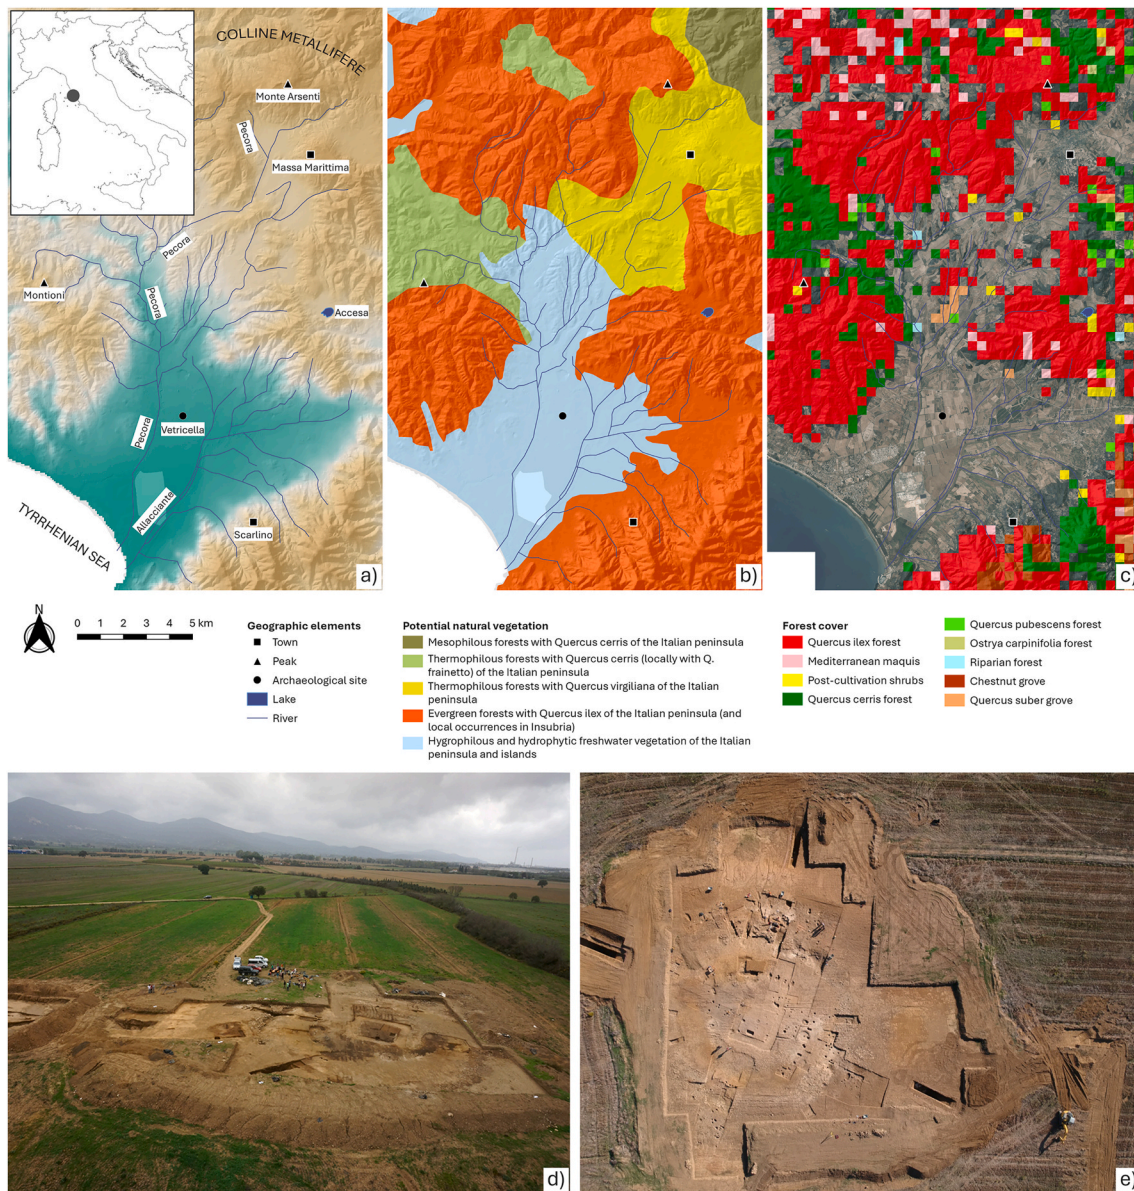 COLLINE METALLIFERE
Monte Arsenti
Pecora
Massa Marittima
Pecora
Montioni
Pecora
Accesa
Pecora
Vetricella
Allacciante
TYRRHENIAN SEA
Scarlino
a)
b)
c)
N
0 1 2 3 4 5 km
Geographic elements
Town
Peak
Archaeological site
Lake
River
Potential natural vegetation
Mesophilous forests with Quercus cerris of the Italian peninsula
Thermophilous forests with Quercus cerris (locally with Q.
frainetto) of the Italian peninsula
Thermophilous forests with Quercus virgiliana of the Italian
peninsula
Evergreen forests with Quercus ilex of the Italian peninsula (and
local occurrences in Insubria)
Hygrophilous and hydrophytic freshwater vegetation of the Italian
peninsula and islands
Forest cover
Quercus ilex forest
Mediterranean maquis
Post-cultivation shrubs
Quercus cerris forest
Quercus pubescens forest
Ostrya carpinifolia forest
Riparian forest
Chestnut grove
Quercus suber grove
d)
e)